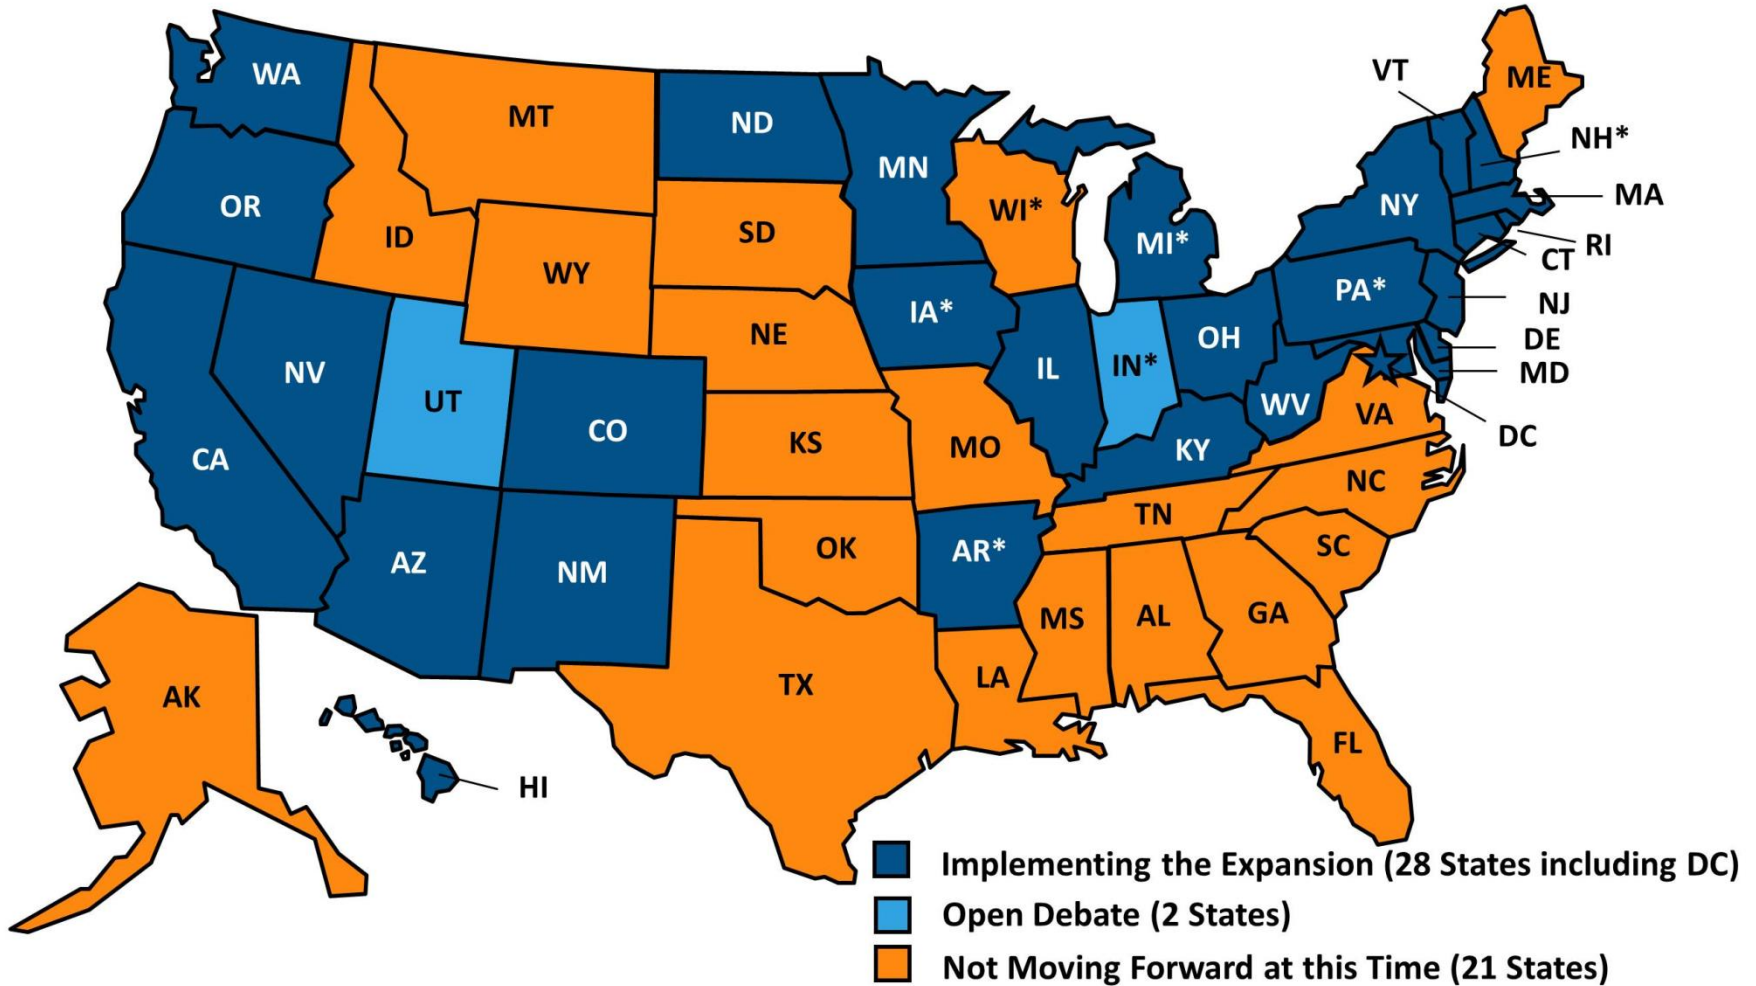 WA
MT
ND
MN
VT
ME
NH*
OR
ID
WY
SD
WI*
MI*
NY
MA
RI
CT
NV
UT
CO
NE
IA*
IL
IN*
OH
PA*
NJ
DE
MD
DC
CA
KS
MO
KY
WV
VA
AZ
NM
OK
AR*
TN
NC
SC
MS
AL
GA
AK
TX
LA
FL
HI
Implementing the Expansion (28 States including DC)
Open Debate (2 States)
Not Moving Forward at this Time (21 States)